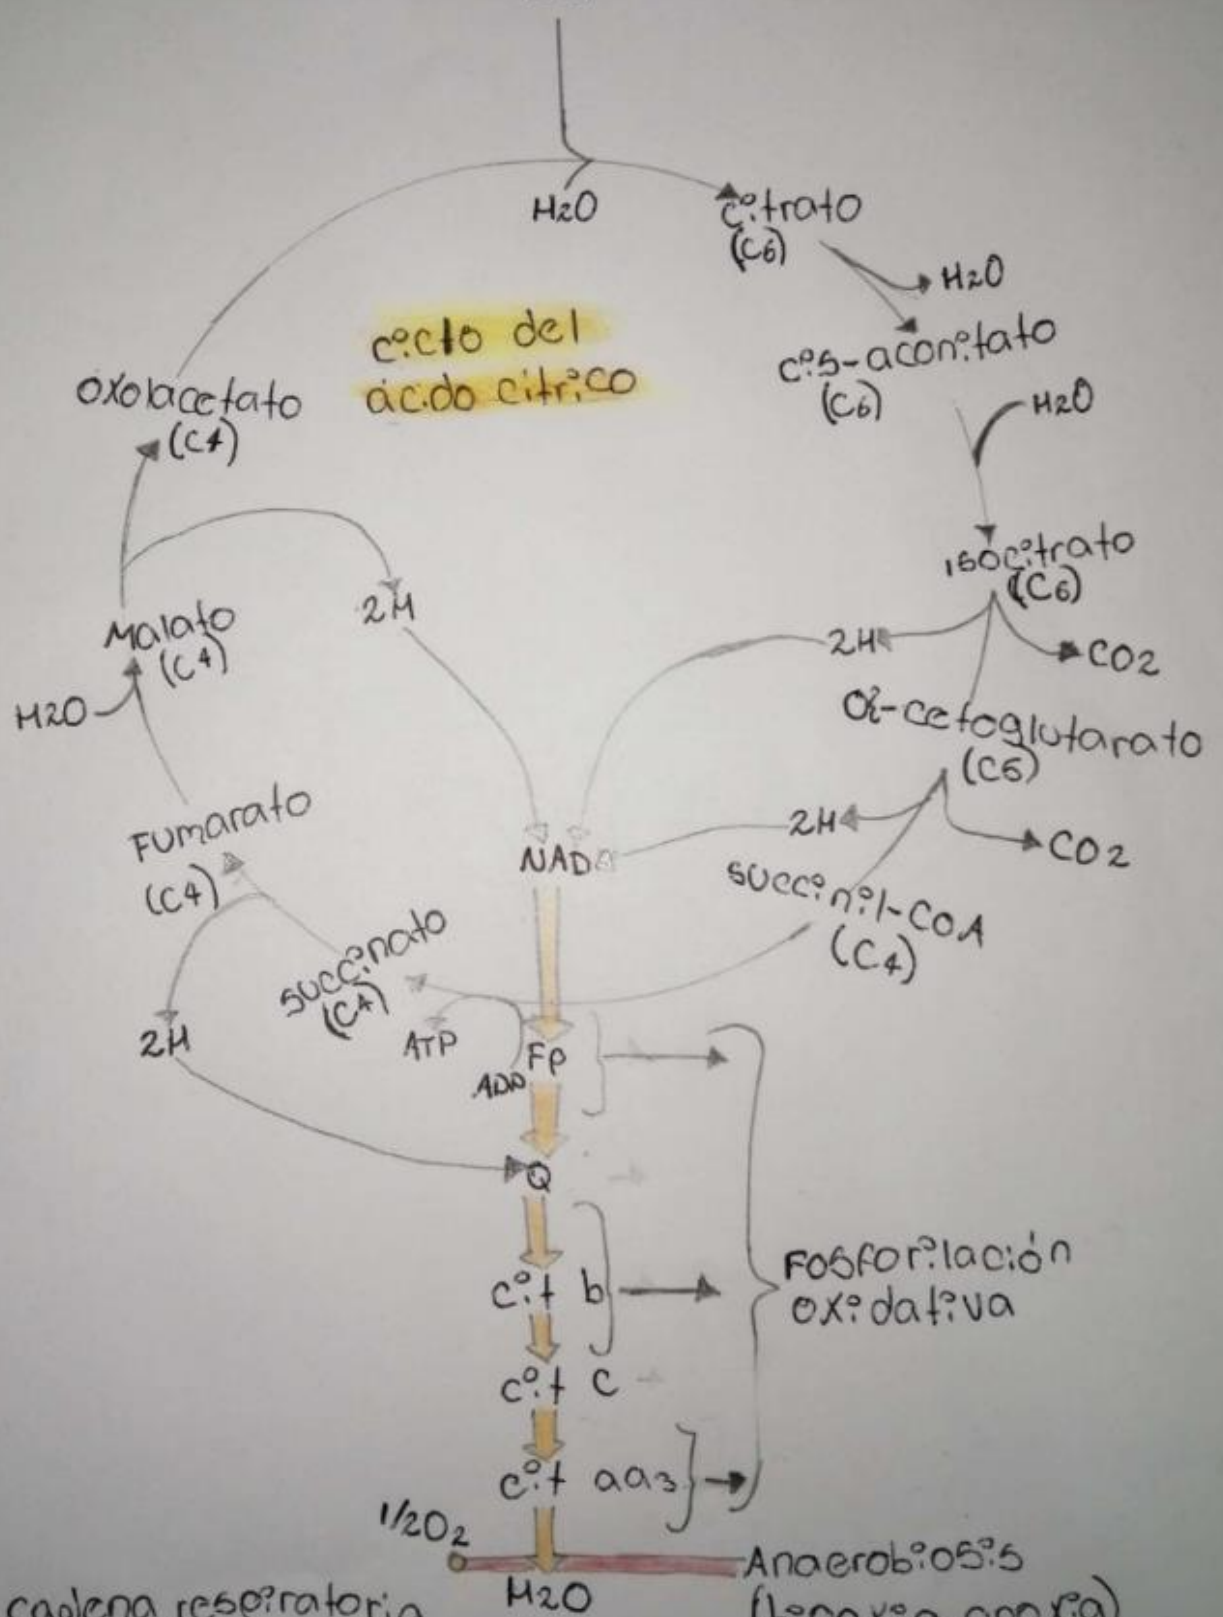 H2O
citrato
(C6)
H2O
ciclo del
ácido cítrico
cis-aconitato
(C6)
H2O
oxolacetato
(C4)
isocitrato
(C6)
2H
2H
CO2
Malato
(C4)
H2O
α-cetoglutarato
(C5)
2H
CO2
Fumarato
(C4)
NAD
succinil-COA
(C4)
succinato
(C4)
2H
ATP
ADP
Fp
Q
cit b
Fosforilación
oxidativa
cit c
cit aa3
1/2O2
Anaerobiosis
H2O
cadena respiratoria